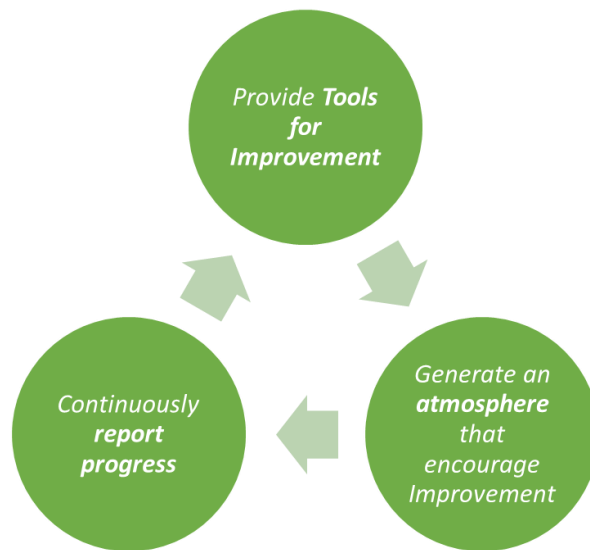 Provide Tools
for
Improvement
Generate an
atmosphere
that
encourage
Improvement
Continuously
report
progress